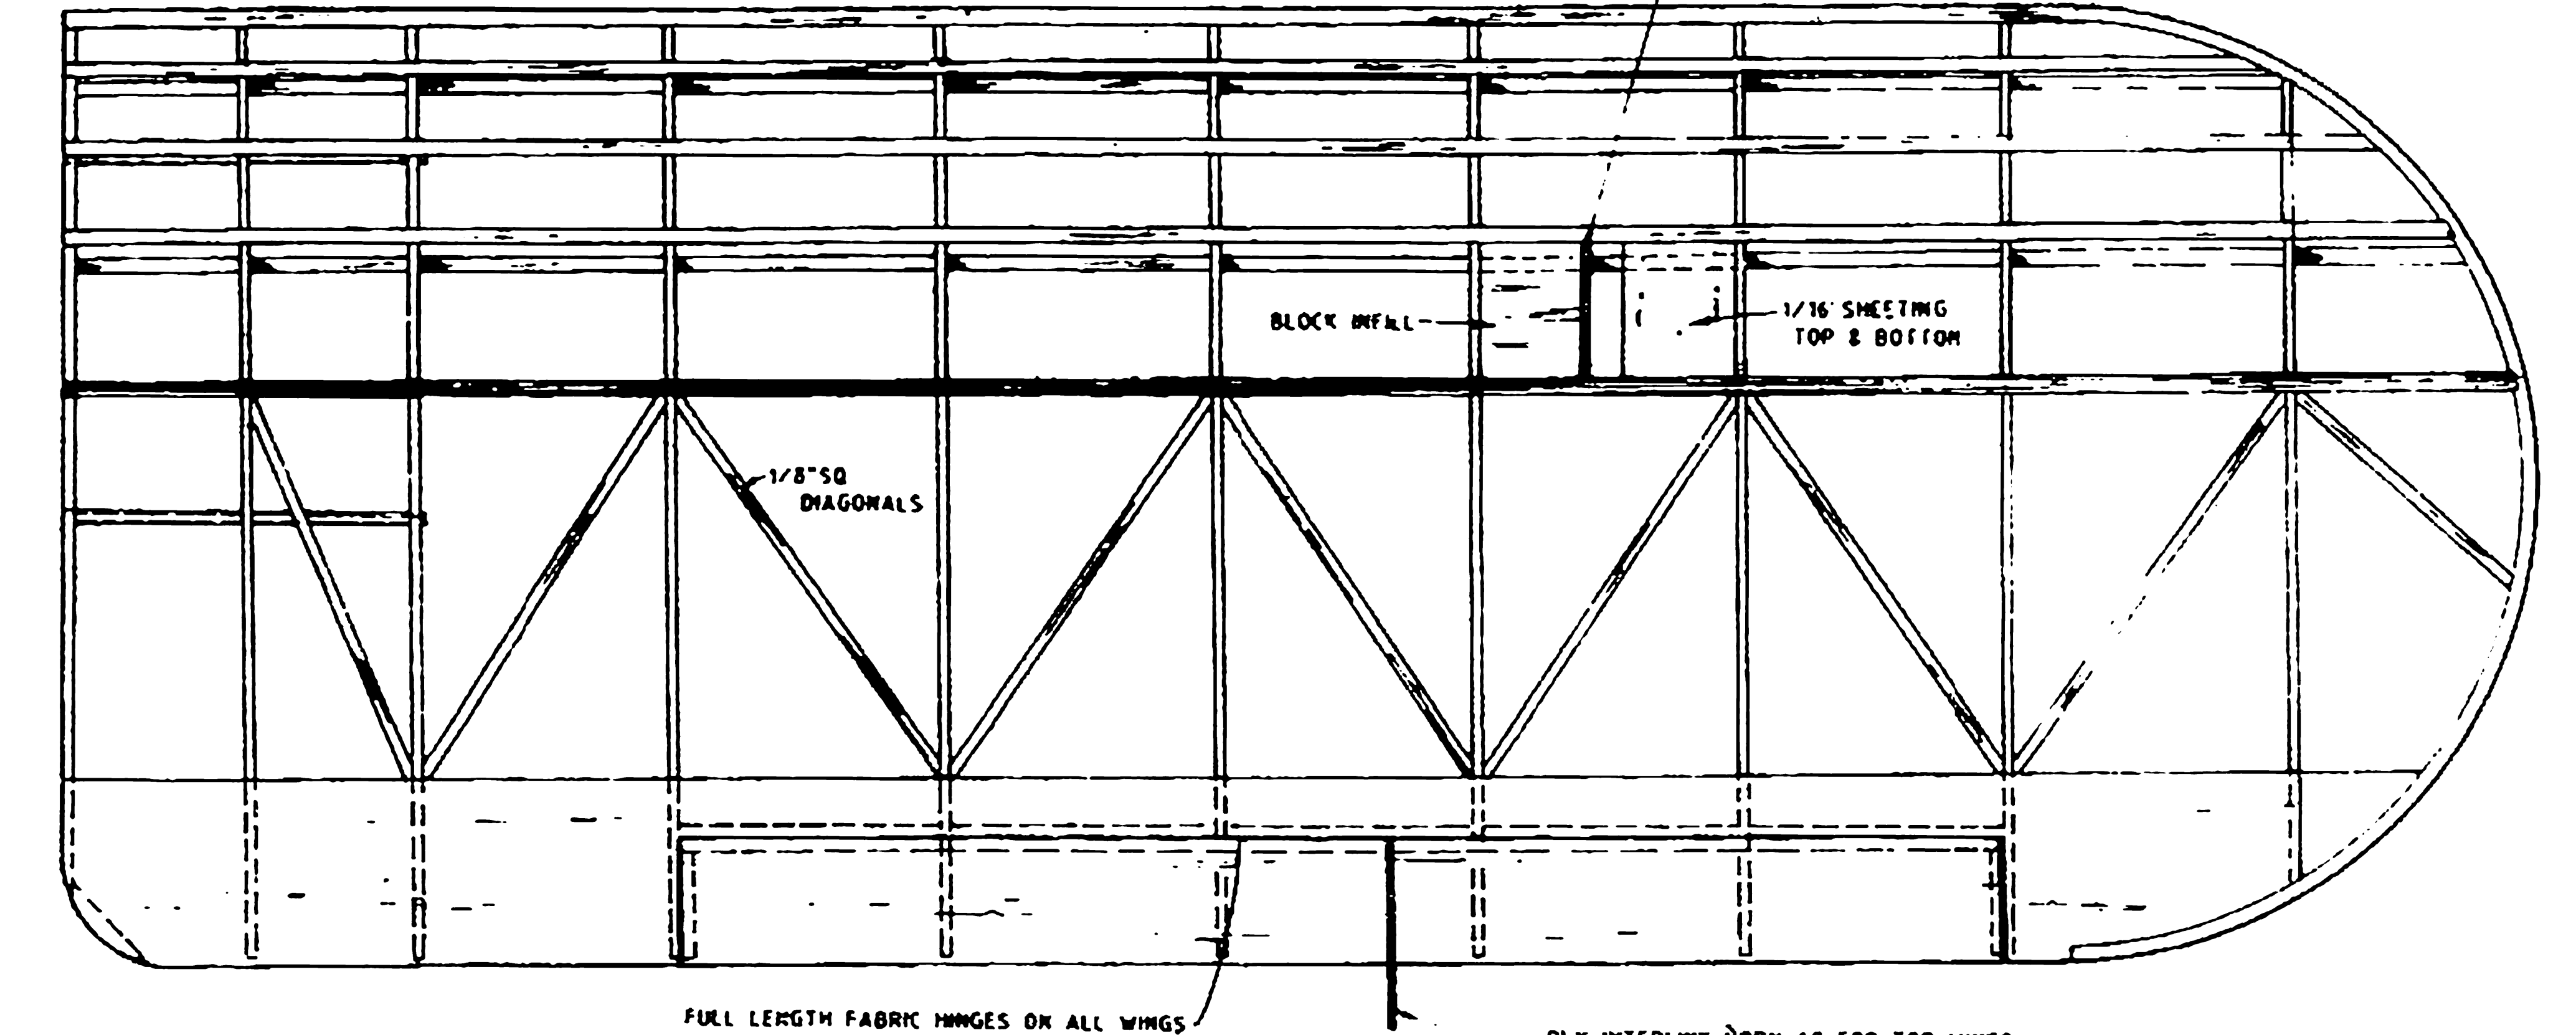 BLOCK INFILL
1/16" SHEETING
TOP & BOTTOM
1/8" SQ
DIAGONALS
FULL LENGTH FABRIC HINGES ON ALL WINGS